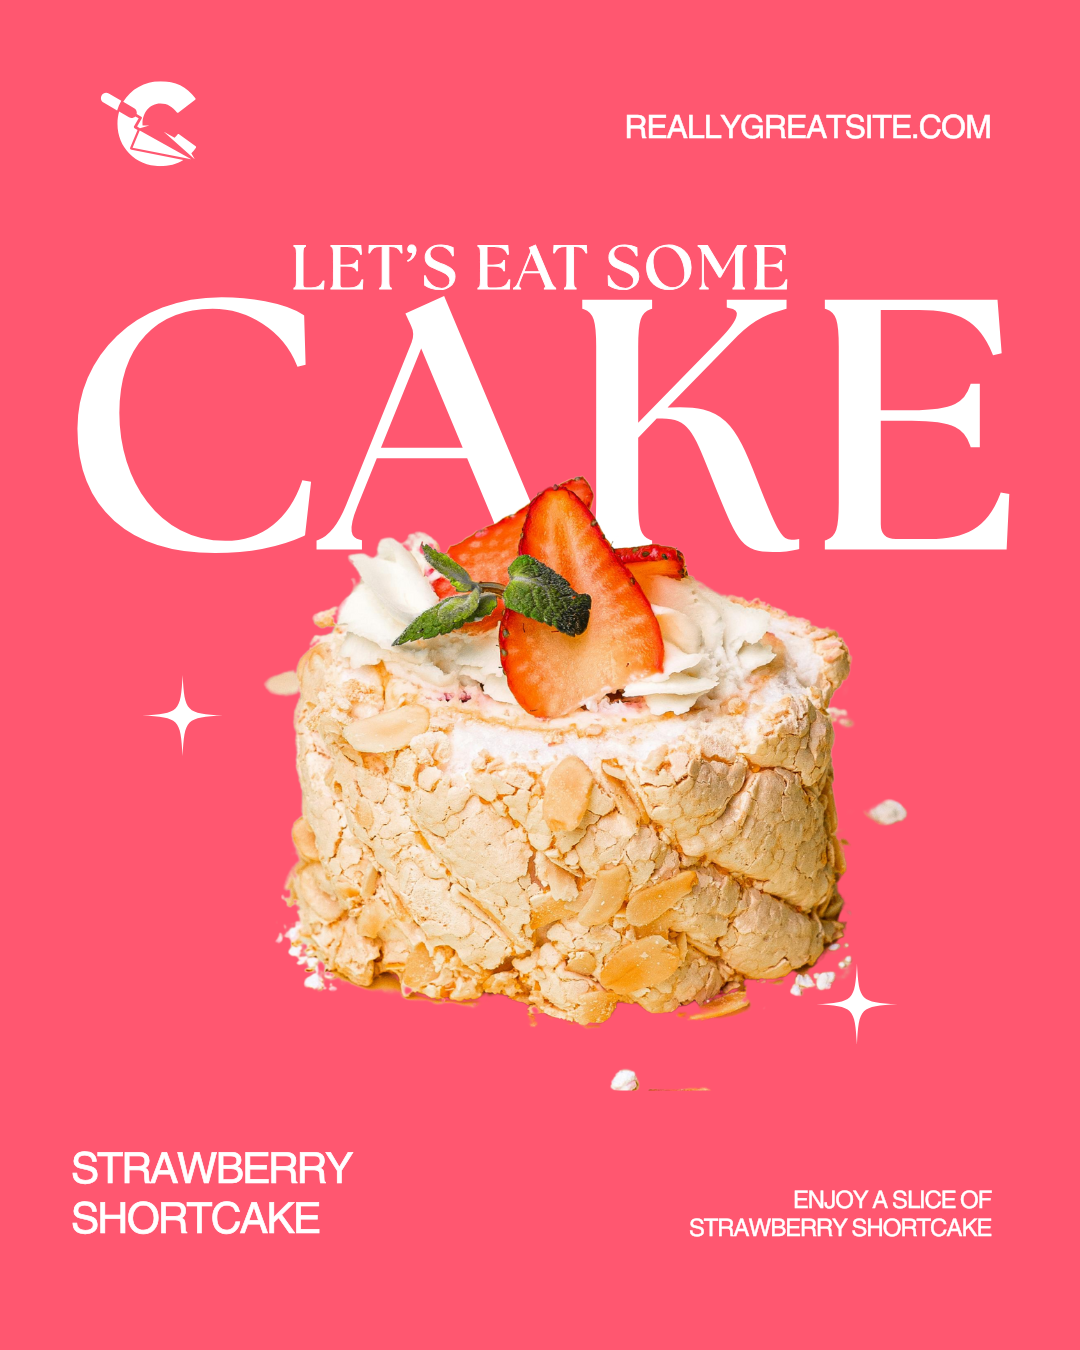 REALLYGREATSITE.COM
LET’S EAT SOME
CAKE
STRAWBERRY
SHORTCAKE
ENJOY A SLICE OF
STRAWBERRY SHORTCAKE